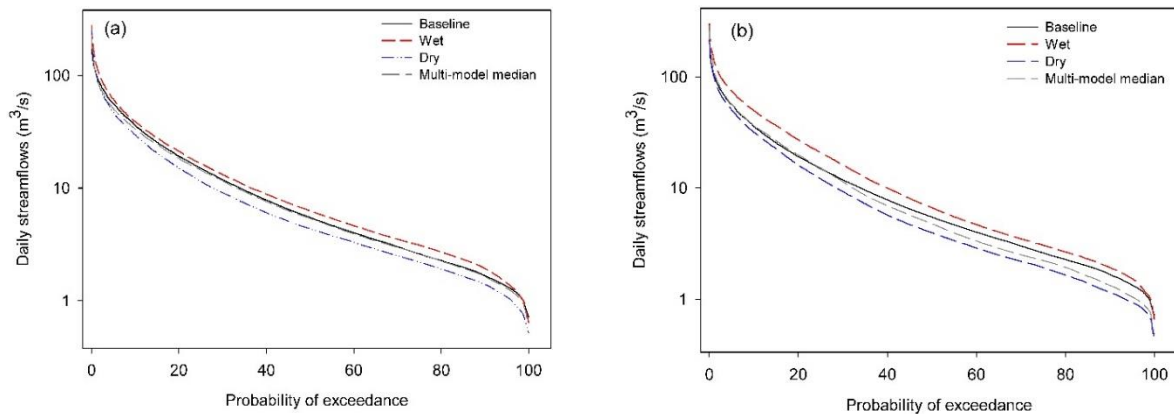 (a)
Baseline
Wet
Dry
Multi-model median
Daily streamflows (m³/s)
100
10
1
0 20 40 60 80 100
Probability of exceedance
(b)
Baseline
Wet
Dry
Multi-model median
Daily streamflows (m³/s)
100
10
1
0 20 40 60 80 100
Probability of exceedance